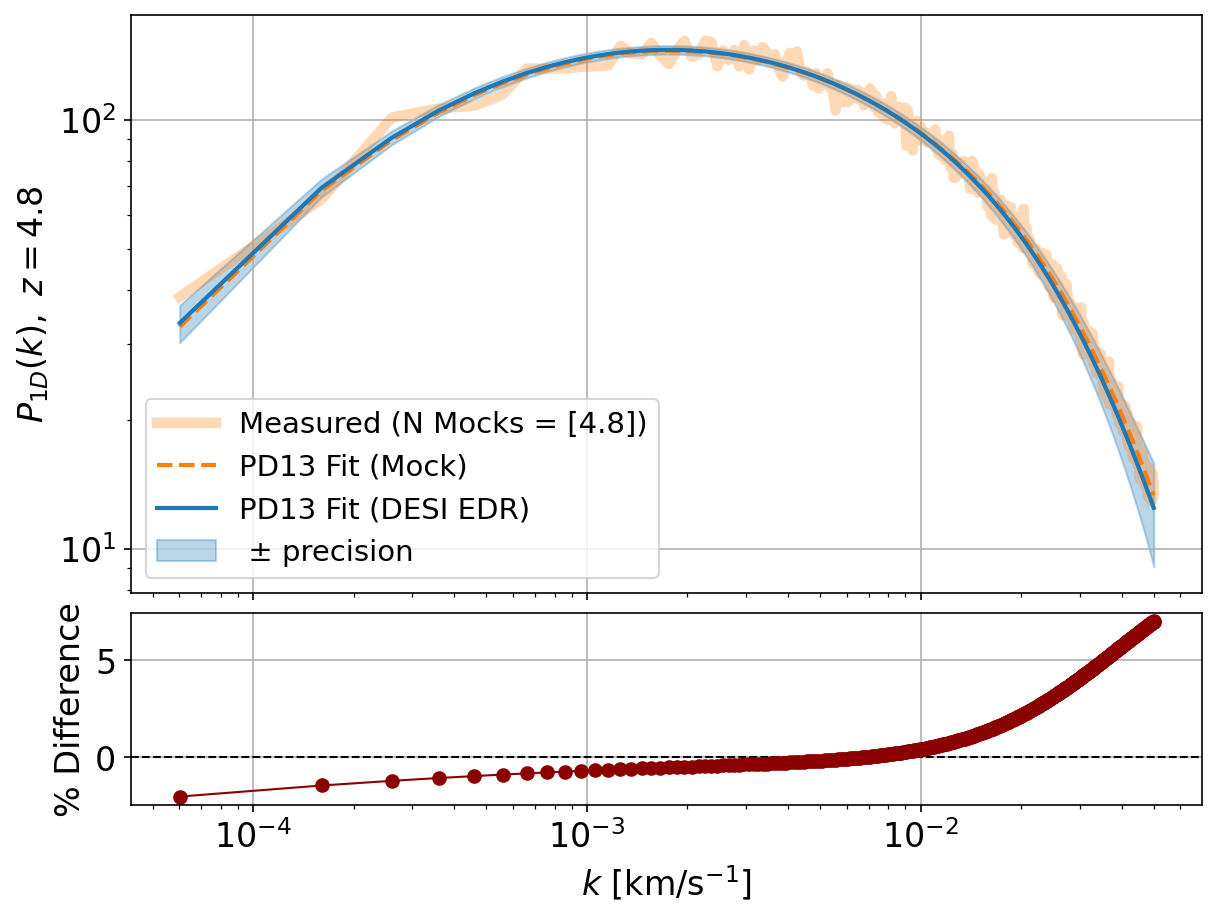 10²
10¹
P₁D(k), z = 4.8
Measured (N Mocks = [4.8])
PD13 Fit (Mock)
PD13 Fit (DESI EDR)
± precision
5
0
% Difference
10⁻⁴ 10⁻³ 10⁻²
k [km/s⁻¹]